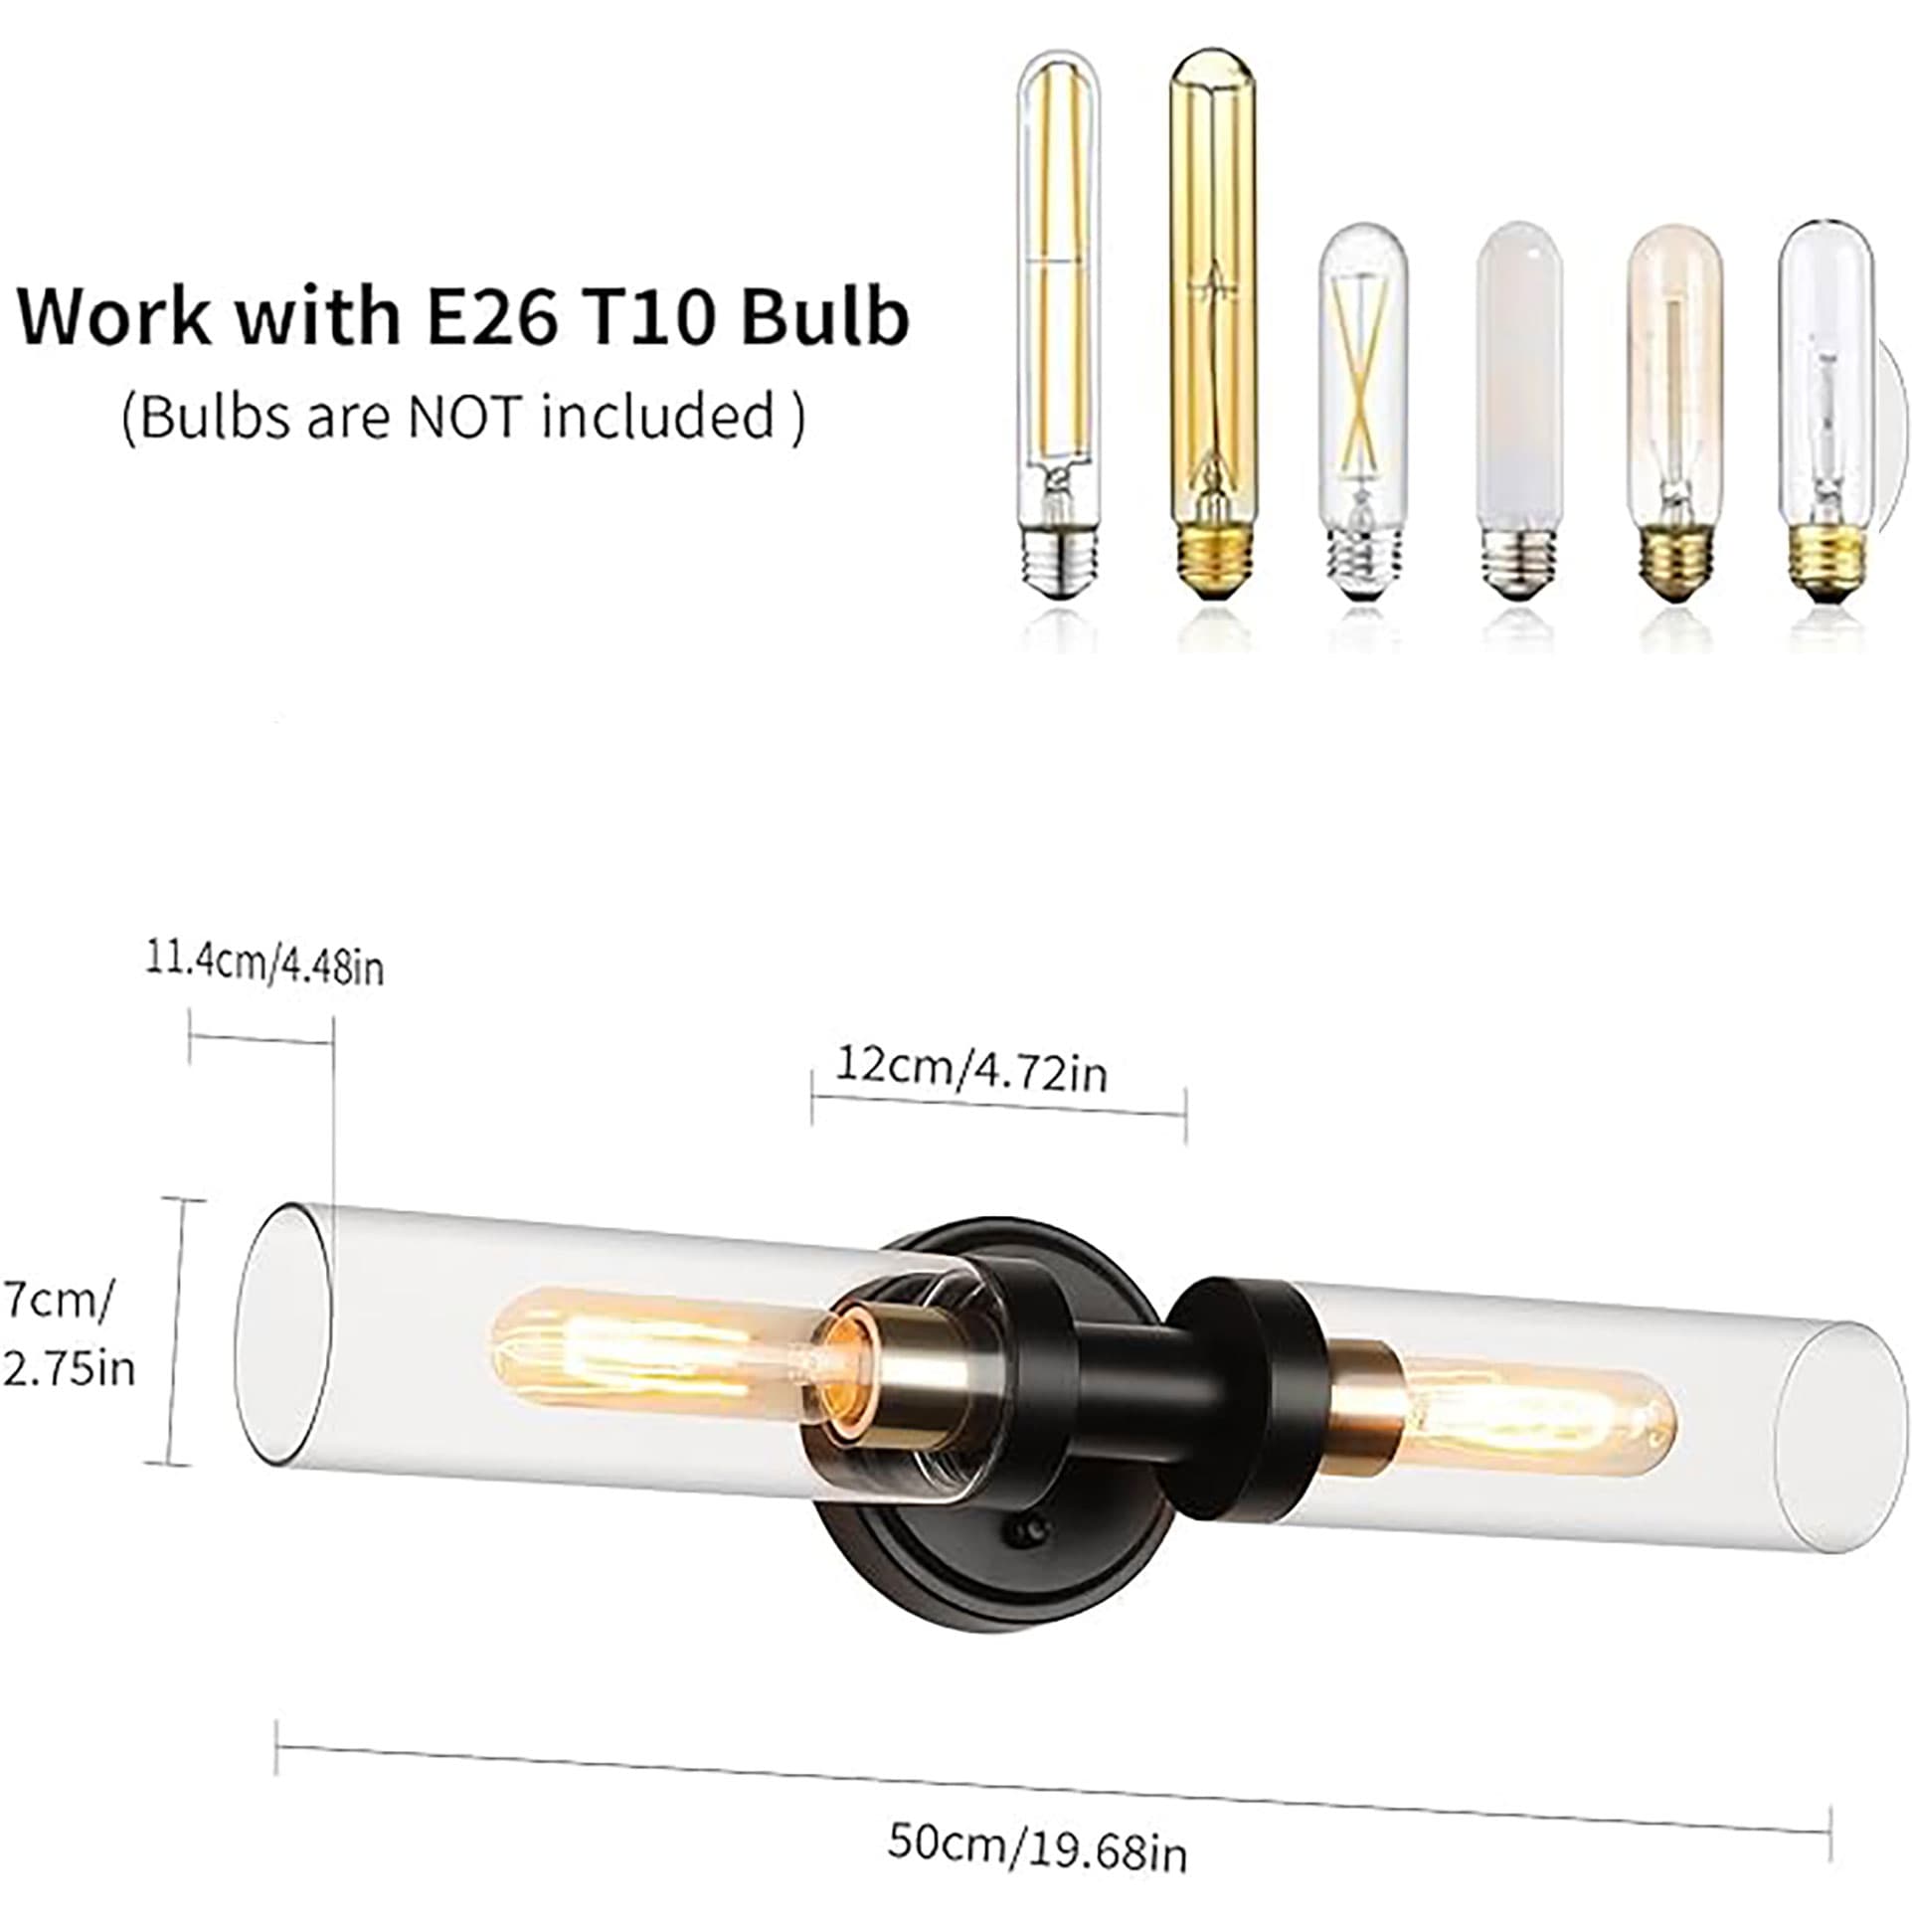 Work with E26 T10 Bulb
(Bulbs are NOT included )
11.4cm/4.48in
12cm/4.72in
7cm/
2.75in
50cm/19.68in